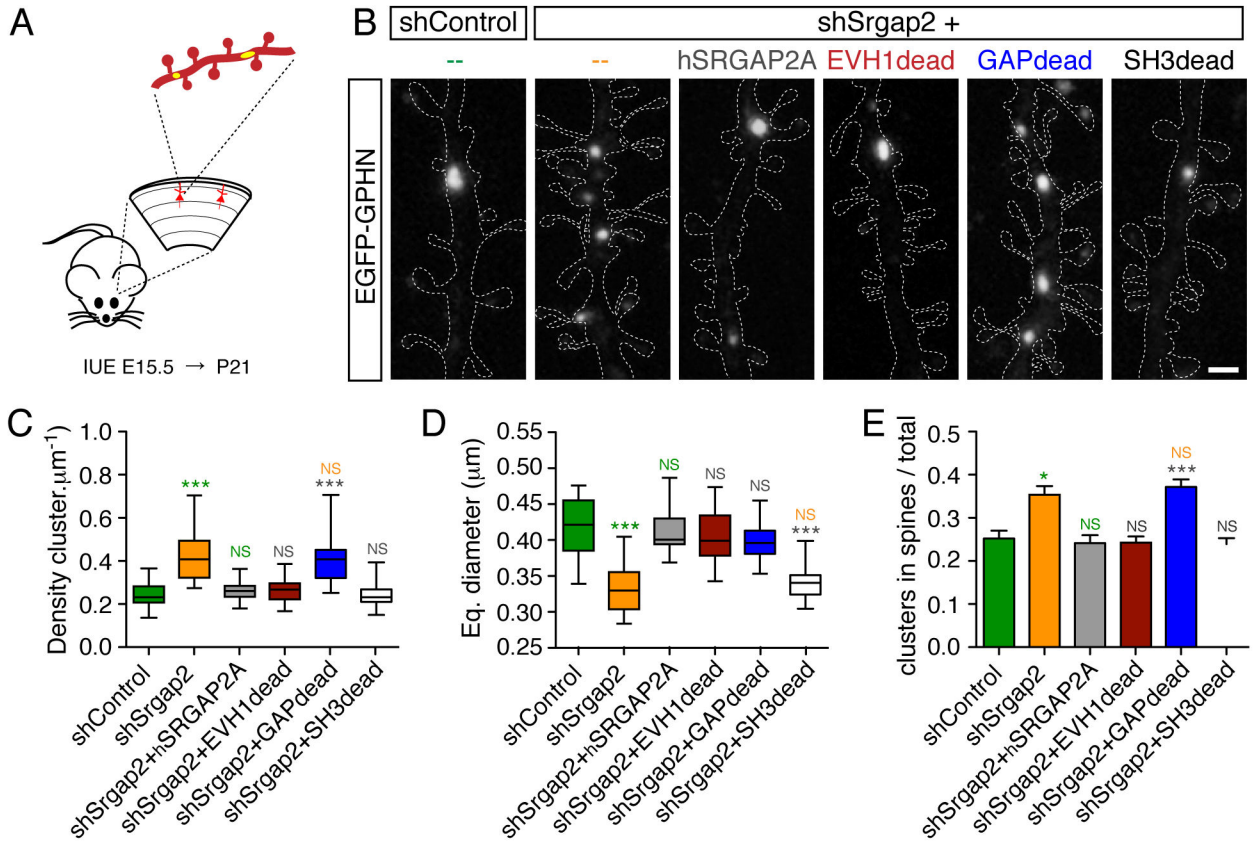 A
IUE E15.5 → P21
B
shControl
shSrgap2 +
-- -- hSRGAP2A EVH1dead GAPdead SH3dead
EGFP-GPHN
C
Density cluster.µm⁻¹
1.0
0.8
0.6
0.4
0.2
0.0
***
NS
NS
NS
***
NS
shControl
shSrgap2
shSrgap2+hSRGAP2A
shSrgap2+EVH1dead
shSrgap2+GAPdead
shSrgap2+SH3dead
D
Eq. diameter (µm)
0.55
0.50
0.45
0.40
0.35
0.30
0.25
***
NS
NS
NS
NS
***
shControl
shSrgap2
shSrgap2+hSRGAP2A
shSrgap2+EVH1dead
shSrgap2+GAPdead
shSrgap2+SH3dead
E
clusters in spines / total
0.5
0.4
0.3
0.2
0.1
0.0
*
NS
NS
NS
***
NS
shControl
shSrgap2
shSrgap2+hSRGAP2A
shSrgap2+EVH1dead
shSrgap2+GAPdead
shSrgap2+SH3dead